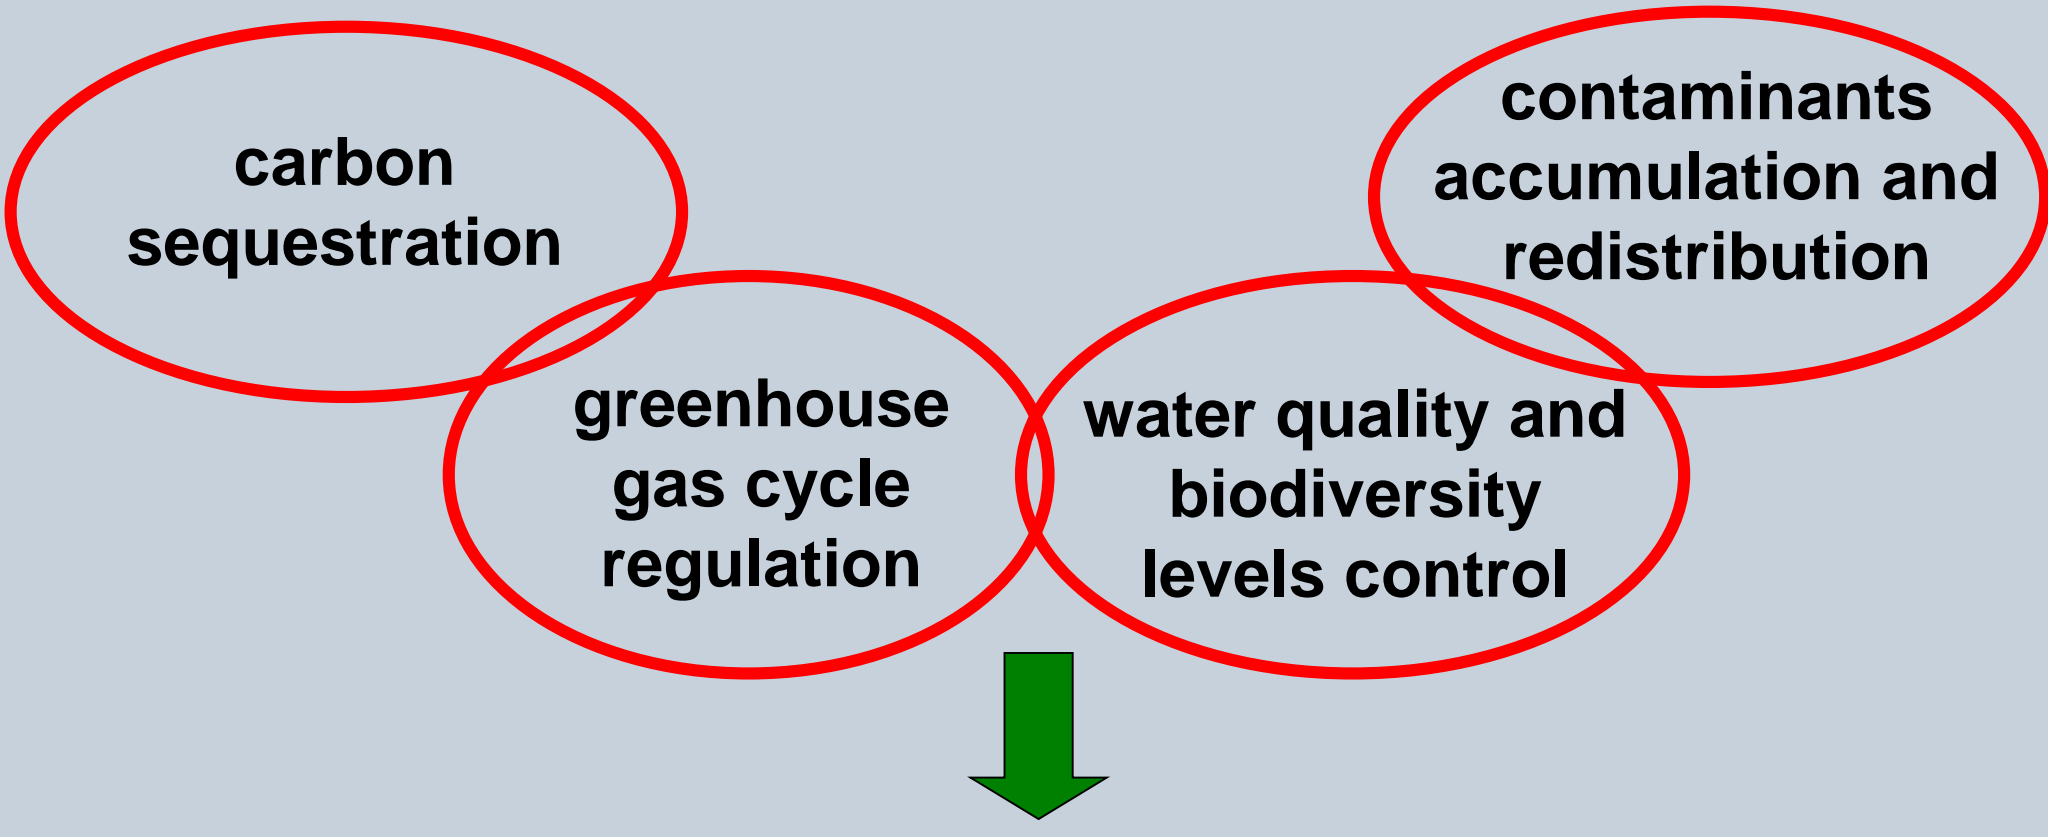 carbon
sequestration
greenhouse
gas cycle
regulation
water quality and
biodiversity
levels control
contaminants
accumulation and
redistribution